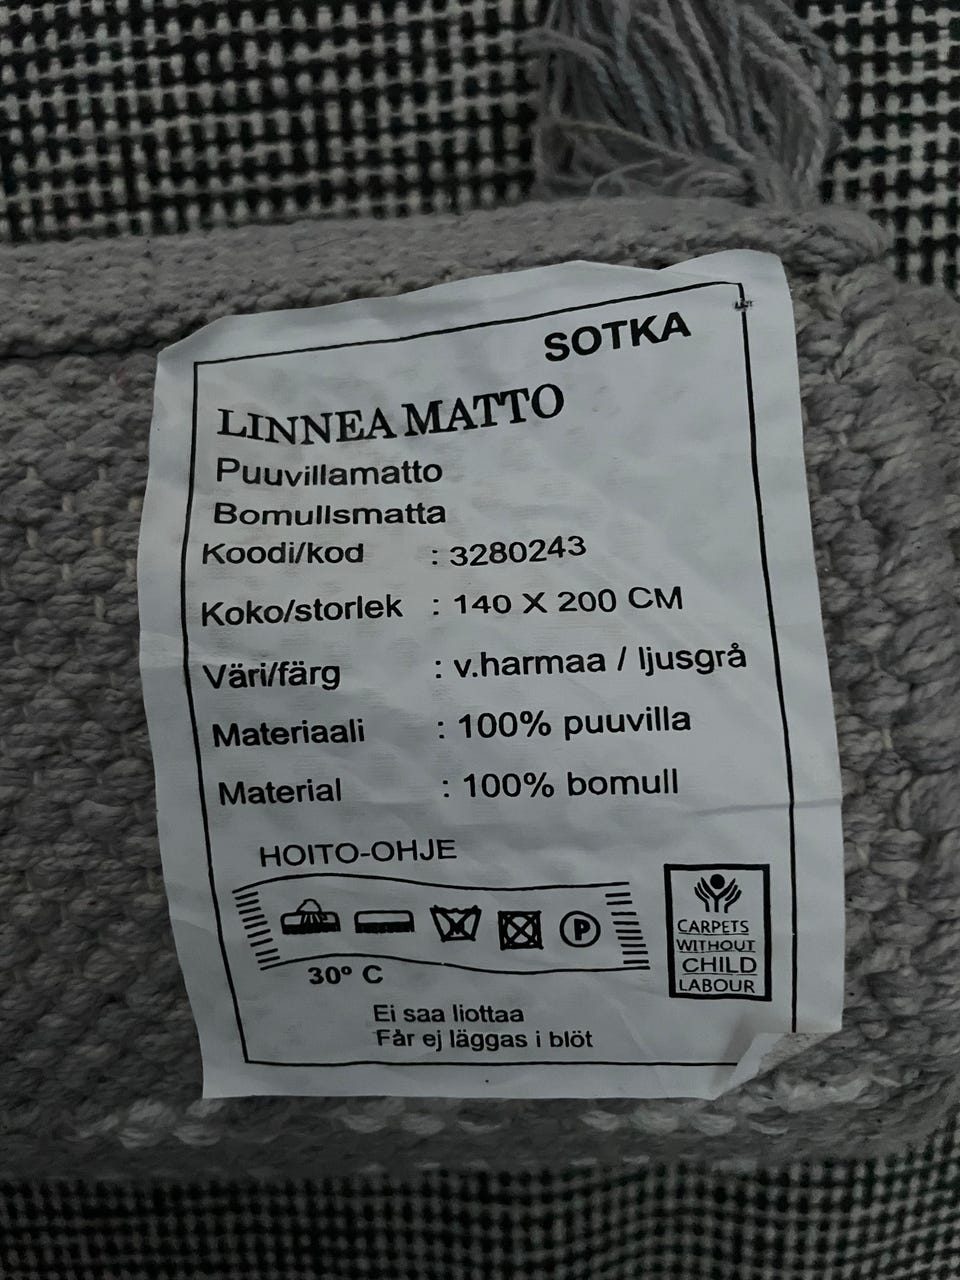 SOTKA
LINNEA MATTO
Puuvillamatto
Bomullsmatta
Koodi/kod : 3280243
Koko/storlek : 140 X 200 CM
Väri/färg : v.harmaa / ljusgrå
Materiaali : 100% puuvilla
Material : 100% bomull
HOITO-OHJE
P
30º C
CARPETS
WITHOUT
CHILD
LABOUR
Ei saa liottaa
Får ej läggas i blöt